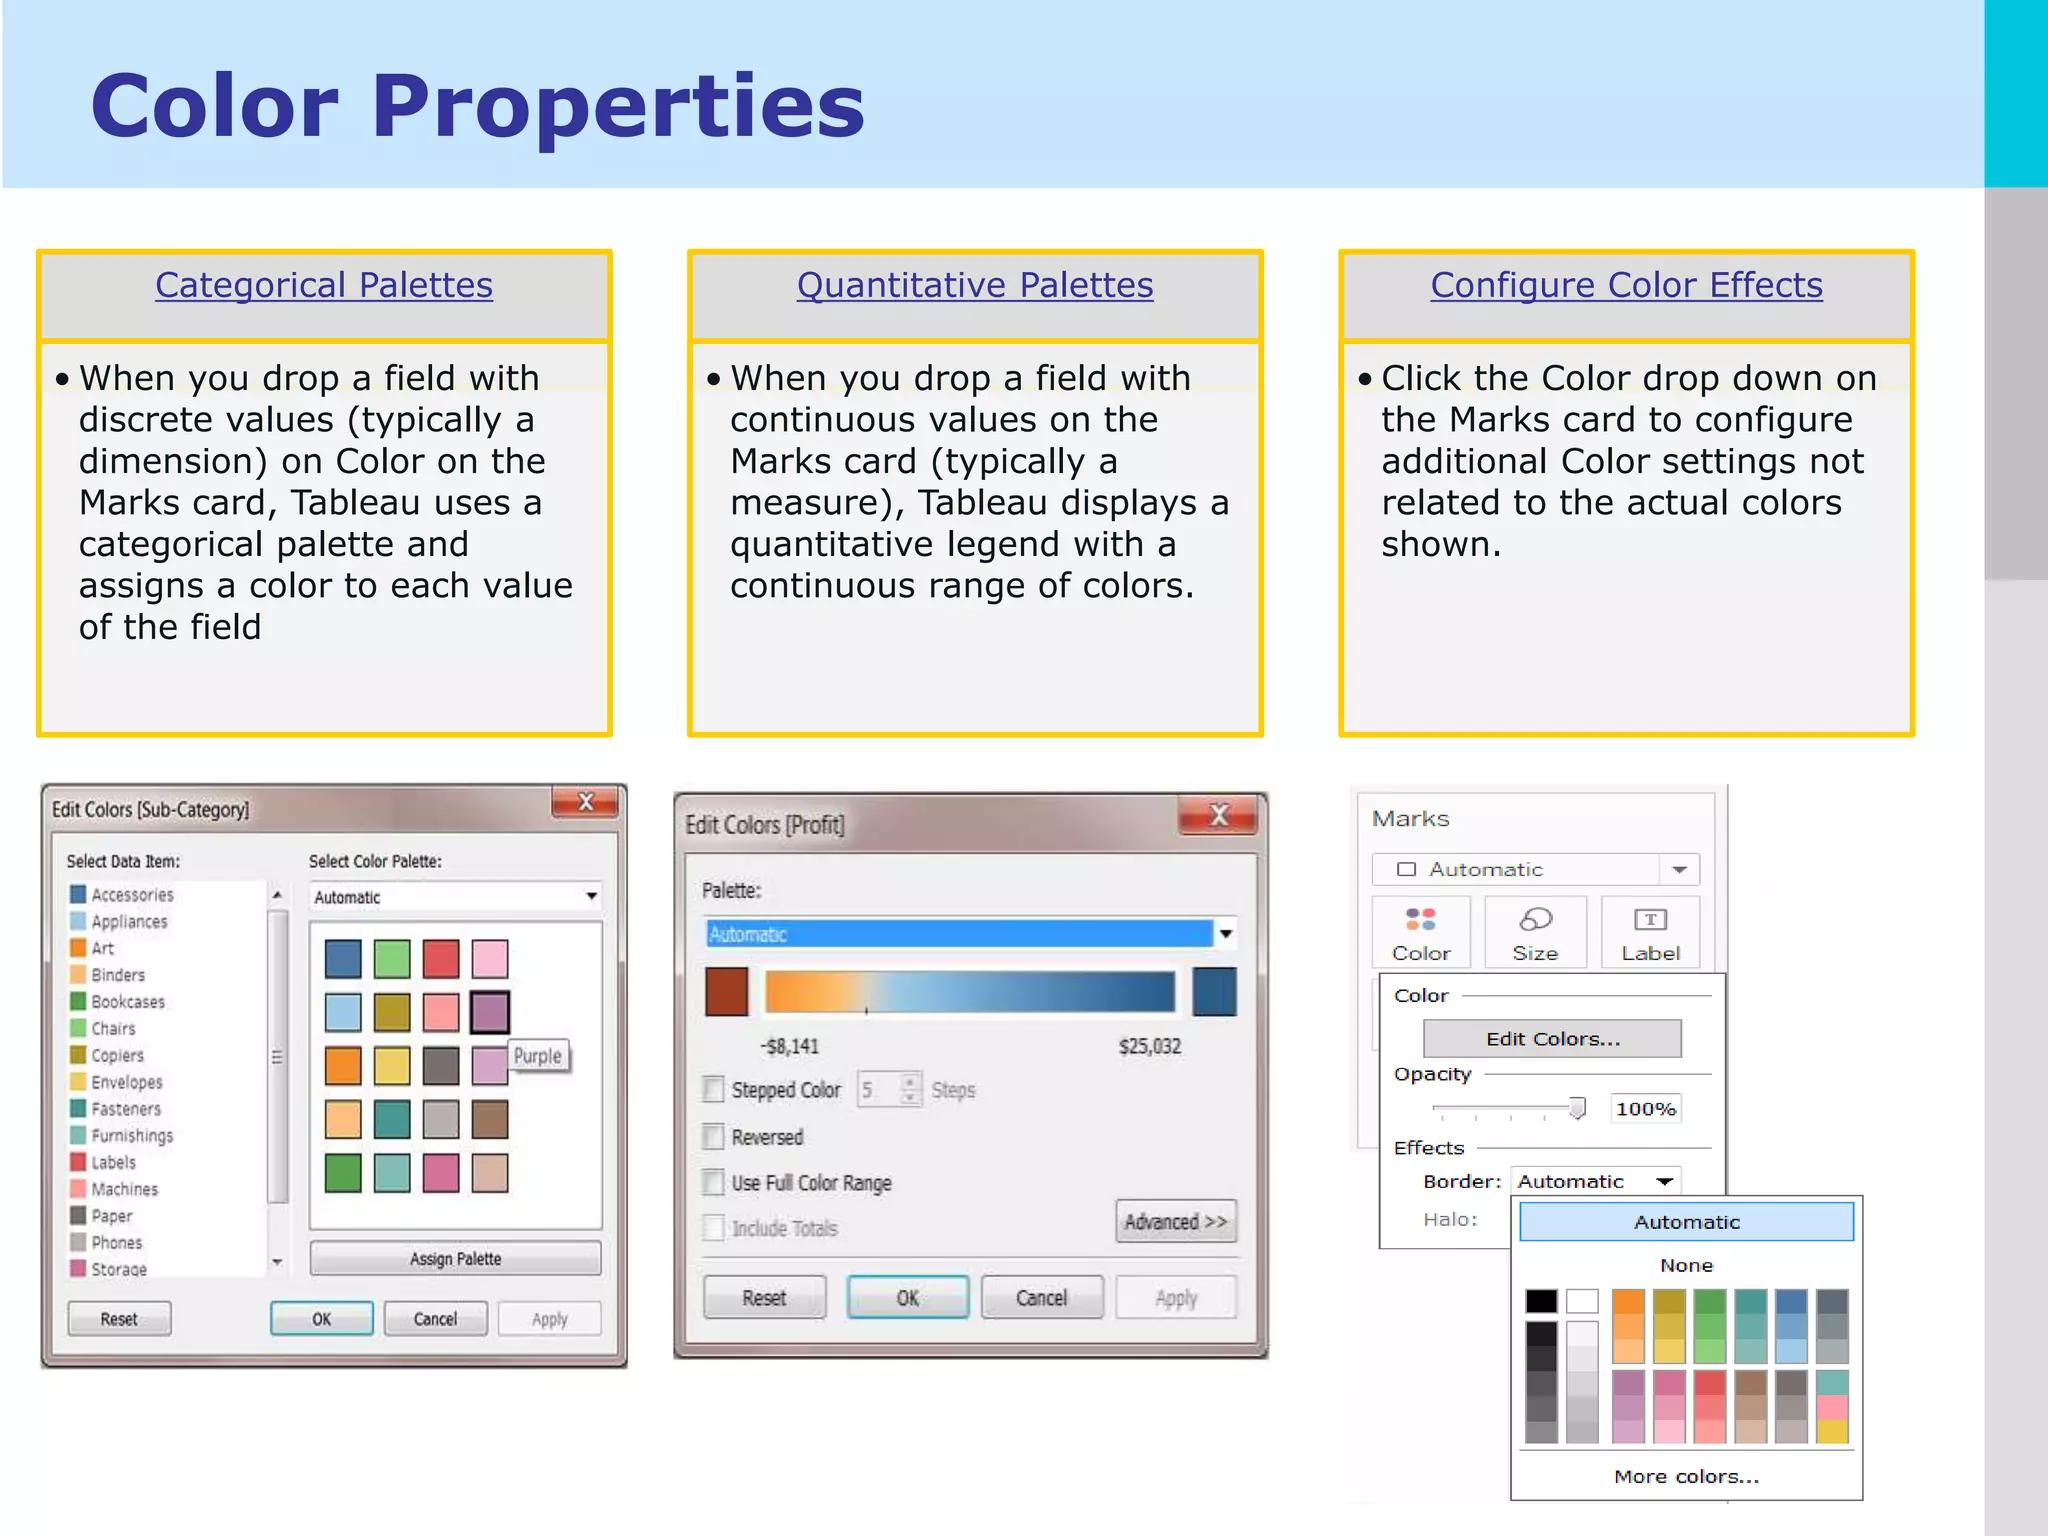 Color Properties
Categorical Palettes
• When you drop a field with
discrete values (typically a
dimension) on Color on the
Marks card, Tableau uses a
categorical palette and
assigns a color to each value
of the field
Quantitative Palettes
• When you drop a field with
continuous values on the
Marks card (typically a
measure), Tableau displays a
quantitative legend with a
continuous range of colors.
Configure Color Effects
• Click the Color drop down on
the Marks card to configure
additional Color settings not
related to the actual colors
shown.
Edit Colors [Sub-Category]
X
Select Data Item:
Select Color Palette:
Accessories
Appliances
Art
Binders
Bookcases
Chairs
Copiers
Envelopes
Fasteners
Furnishings
Labels
Machines
Paper
Phones
Storage
Automatic
Purple
Assign Palette
Reset
OK
Cancel
Apply
Edit Colors [Profit]
X
Palette:
Automatic
-$8,141
$25,032
Stepped Color 5 Steps
Reversed
Use Full Color Range
Include Totals
Advanced >>
Reset
OK
Cancel
Apply
Marks
Automatic
T
Color
Size
Label
Color
Edit Colors...
Opacity
100%
Effects
Border: Automatic
Halo:
Automatic
None
More colors...